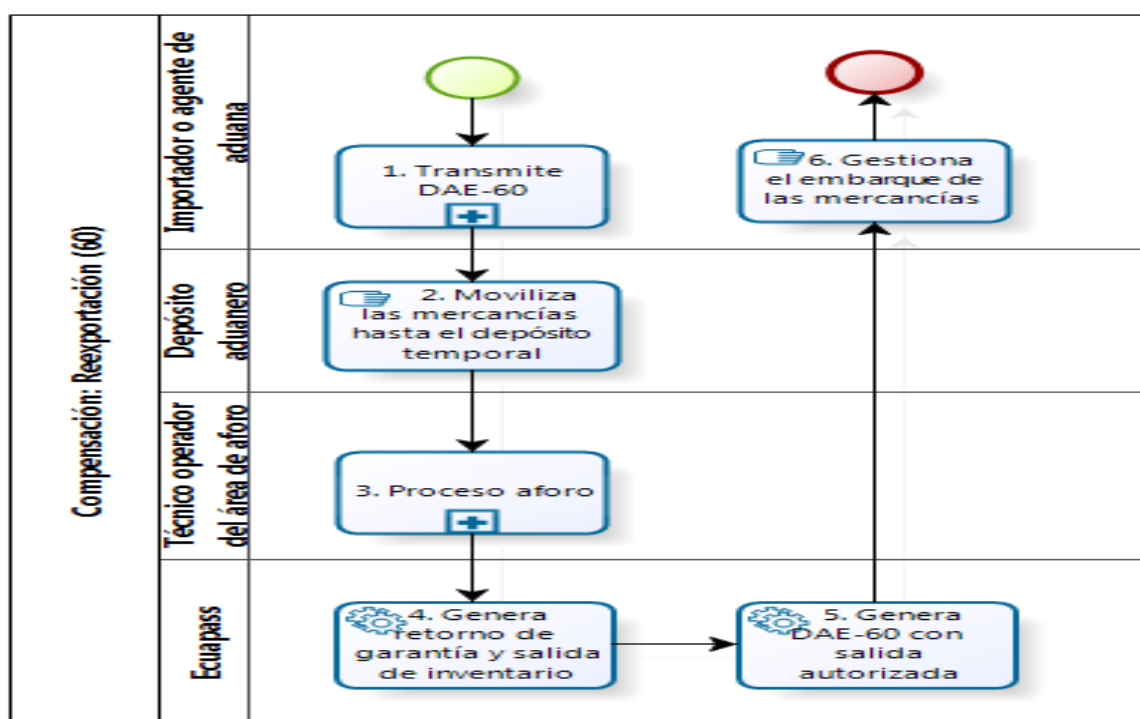 Compensación: Reexportación (60)
Importador o agente de
aduana
1. Transmite
DAE-60
6. Gestiona
el embarque de
las mercancías
Depósito
aduanero
2. Moviliza
las mercancías
hasta el depósito
temporal
Técnico operador
del área de aforo
3. Proceso aforo
Ecuapass
4. Genera
retorno de
garantía y salida
de inventario
5. Genera
DAE-60 con
salida
autorizada